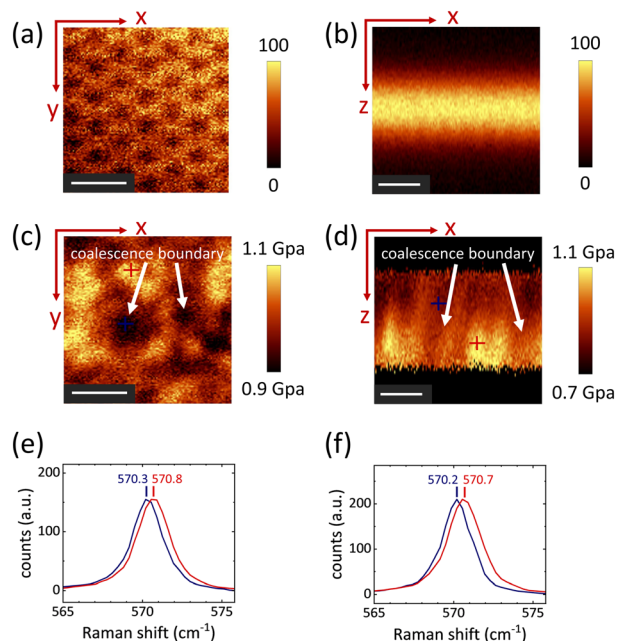 (a)
x
y
100
0
(b)
x
z
100
0
(c)
x
y
coalescence boundary
1.1 Gpa
0.9 Gpa
(d)
x
z
coalescence boundary
1.1 Gpa
0.7 Gpa
(e)
200
150
100
50
0
counts (a.u.)
570.3 570.8
565 570 575
Raman shift (cm⁻¹)
(f)
200
100
0
counts (a.u.)
570.2 570.7
565 570 575
Raman shift (cm⁻¹)